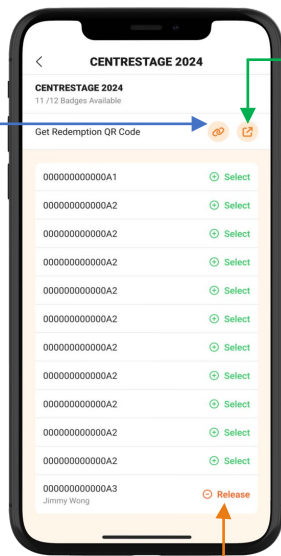 CENTRESTAGE 2024
CENTRESTAGE 2024
11 /12 Badges Available
Get Redemption QR Code
000000000000A1 Select
000000000000A2 Select
000000000000A2 Select
000000000000A2 Select
000000000000A2 Select
000000000000A2 Select
000000000000A2 Select
000000000000A2 Select
000000000000A2 Select
000000000000A2 Select
000000000000A2 Select
000000000000A3 Release
Jimmy Wong